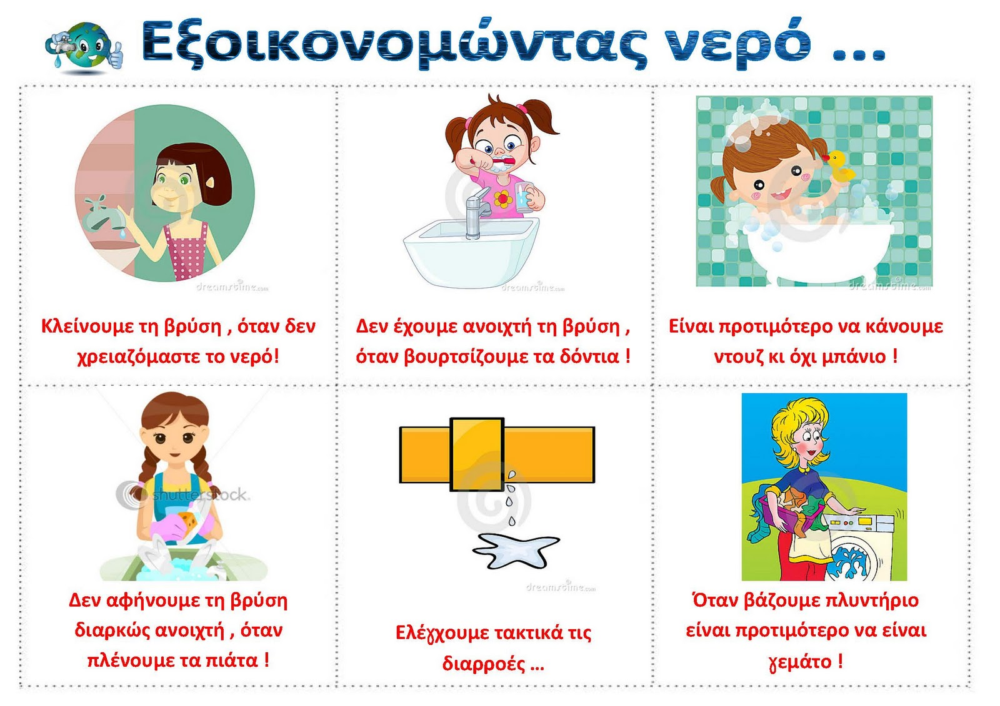 Εξοικονομώντας νερό ...
dreamstime.com
Κλείνουμε τη βρύση , όταν δεν
χρειαζόμαστε το νερό!
dreamstime.com
Δεν έχουμε ανοιχτή τη βρύση ,
όταν βουρτσίζουμε τα δόντια !
dreamstime.com
Είναι προτιμότερο να κάνουμε
ντουζ κι όχι μπάνιο !
shutterstock
Δεν αφήνουμε τη βρύση
διαρκώς ανοιχτή , όταν
πλένουμε τα πιάτα !
dreamstime.com
Ελέγχουμε τακτικά τις
διαρροές ...
Όταν βάζουμε πλυντήριο
είναι προτιμότερο να είναι
γεμάτο !